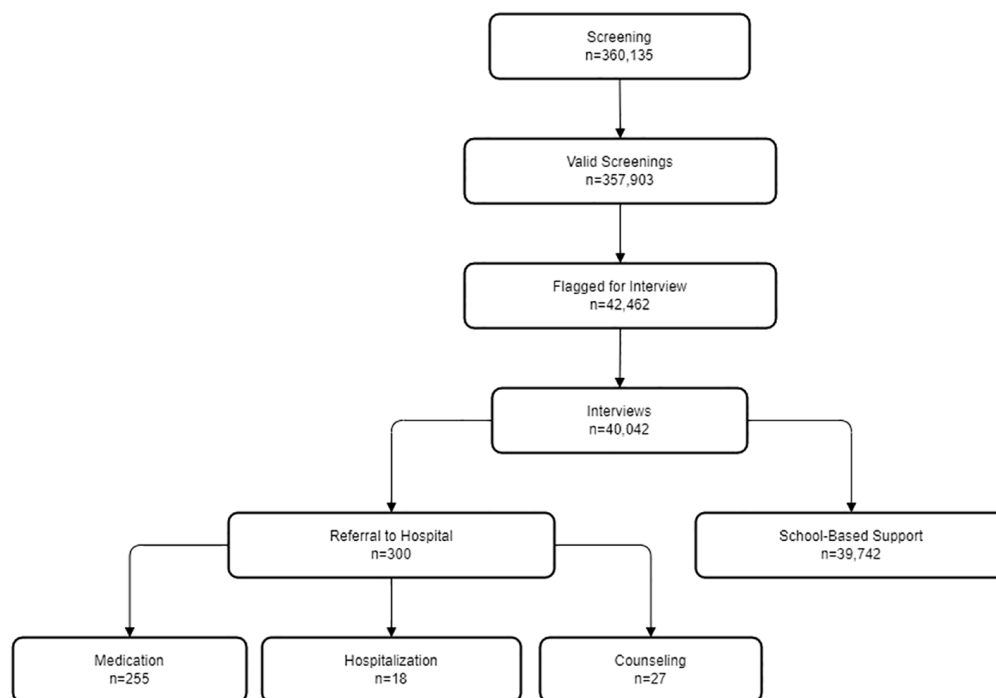 Screening
n=360,135
Valid Screenings
n=357,903
Flagged for Interview
n=42,462
Interviews
n=40,042
Referral to Hospital
n=300
School-Based Support
n=39,742
Medication
n=255
Hospitalization
n=18
Counseling
n=27